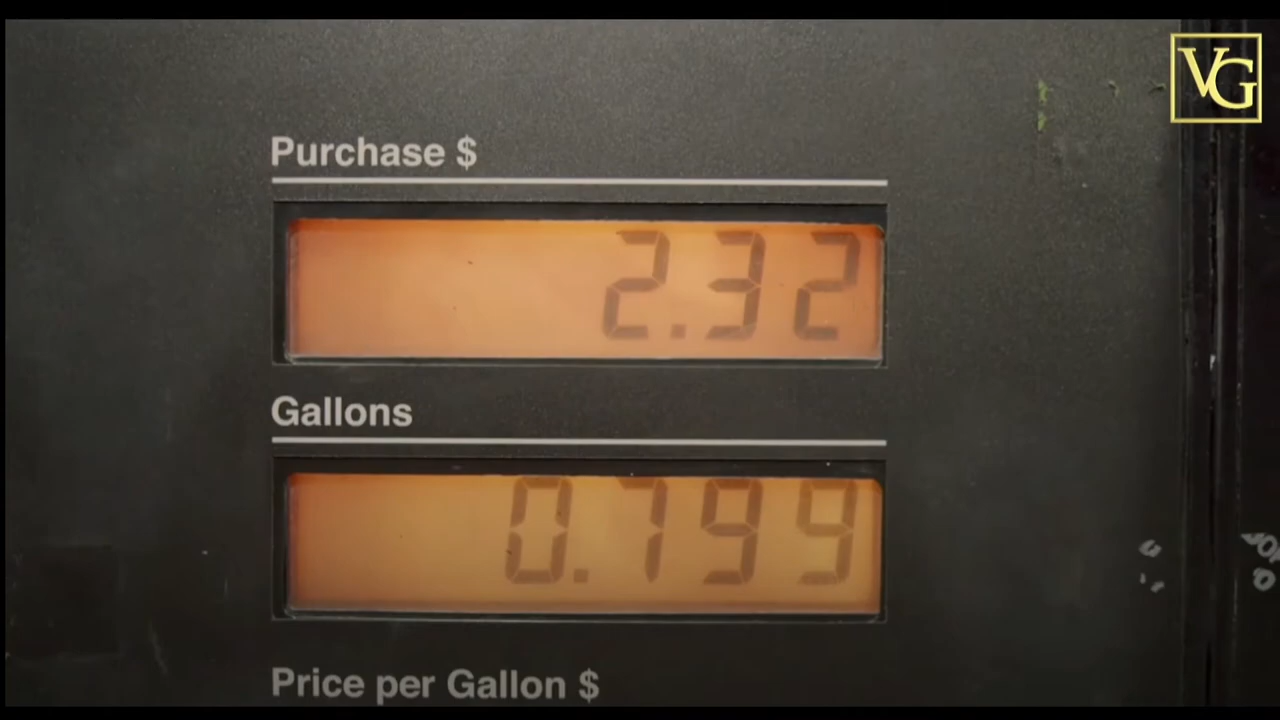 VG
Purchase $
2.32
Gallons
0.799
Price per Gallon $